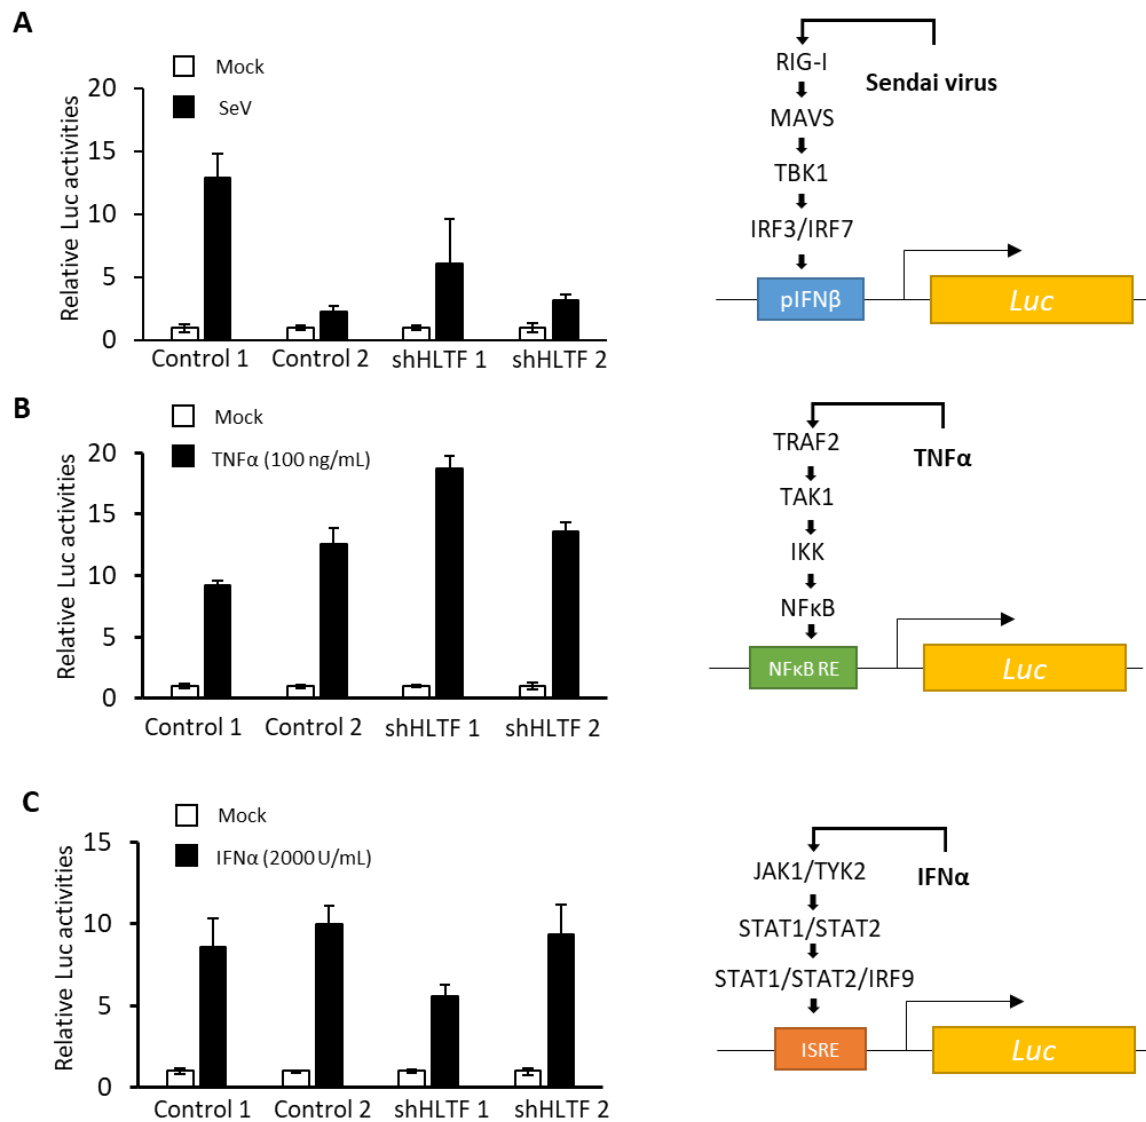 A
Mock
SeV
Relative Luc activities
20
15
10
5
0
Control 1
Control 2
shHLTF 1
shHLTF 2
RIG-I
Sendai virus
MAVS
TBK1
IRF3/IRF7
pIFNβ
Luc
B
Mock
TNFα (100 ng/mL)
Relative Luc activities
20
15
10
5
0
Control 1
Control 2
shHLTF 1
shHLTF 2
TRAF2
TNFα
TAK1
IKK
NFκB
NFκB RE
Luc
C
Mock
IFNα (2000 U/mL)
Relative Luc activities
15
10
5
0
Control 1
Control 2
shHLTF 1
shHLTF 2
JAK1/TYK2
IFNα
STAT1/STAT2
STAT1/STAT2/IRF9
ISRE
Luc